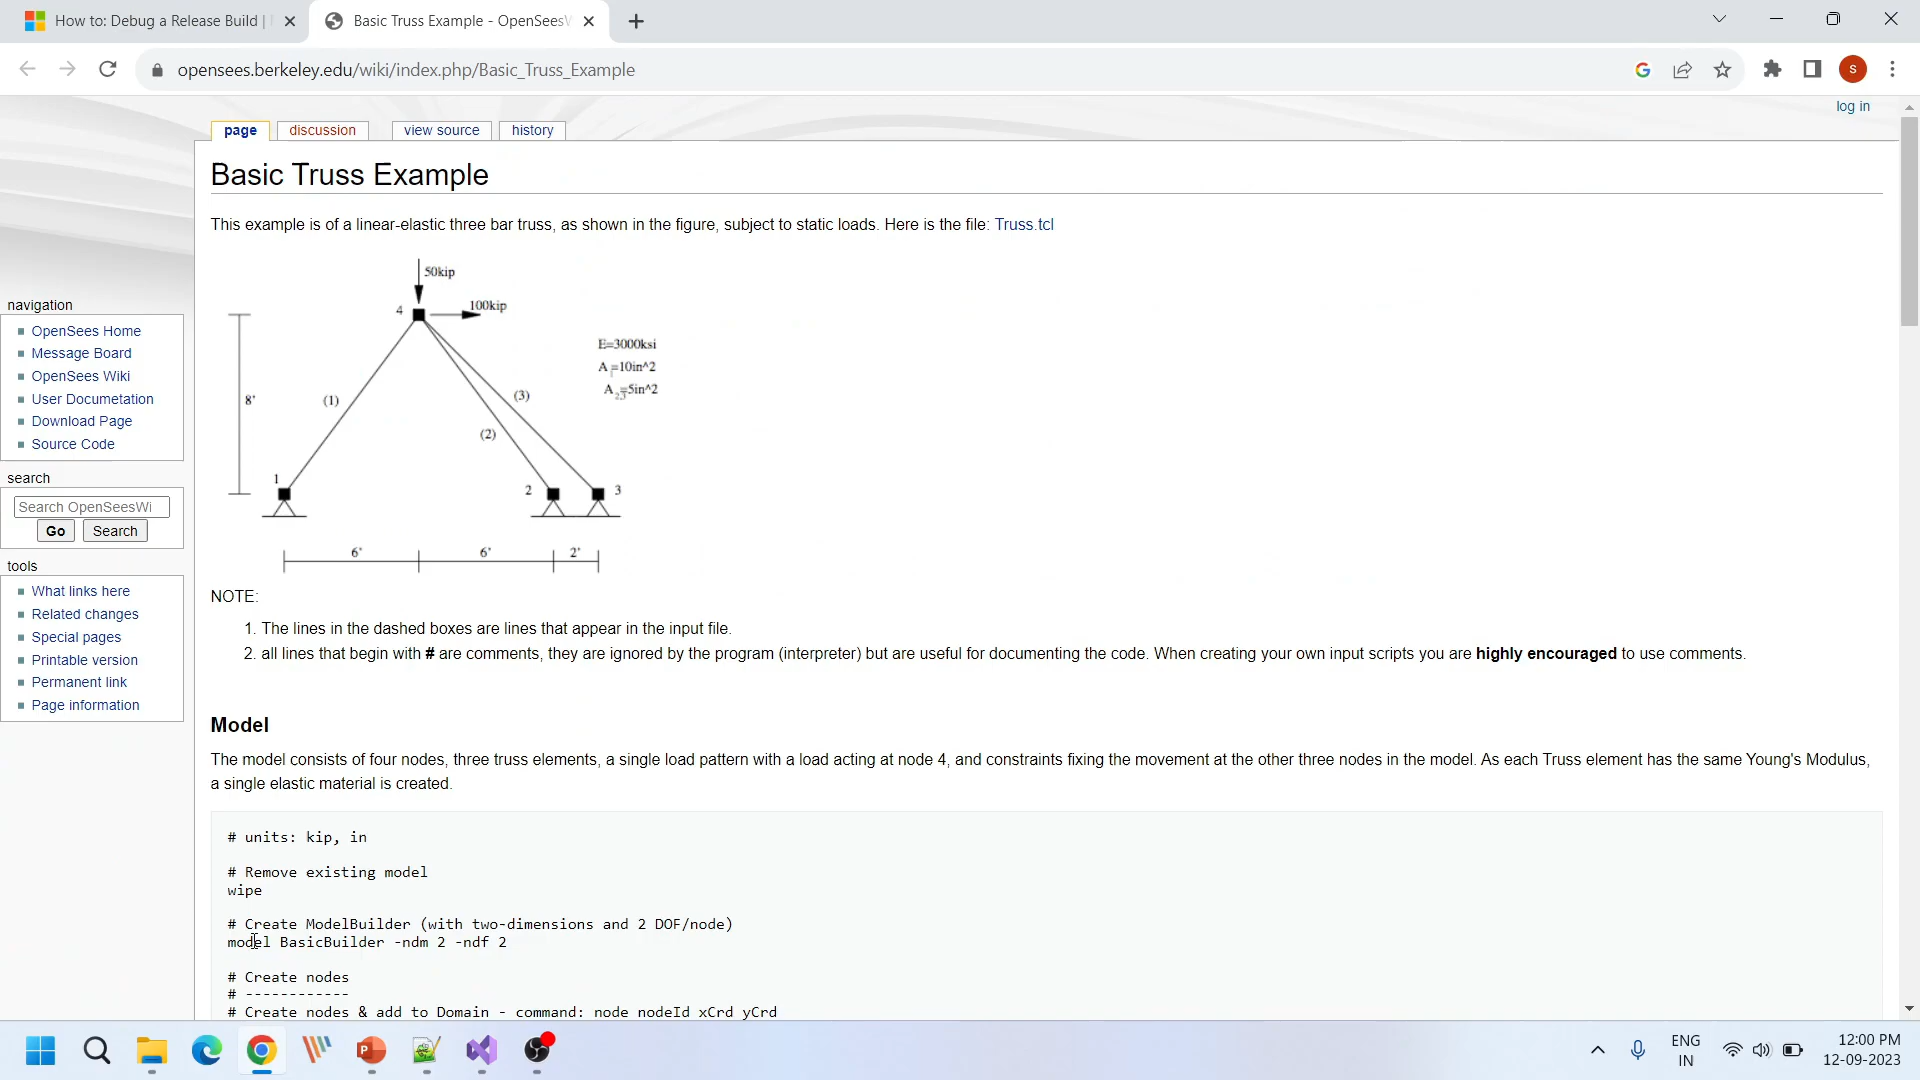 How to: Debug a Release Build |
Basic Truss Example - OpenSeesW
opensees.berkeley.edu/wiki/index.php/Basic_Truss_Example
S
log in
page
discussion
view source
history
Basic Truss Example
This example is of a linear-elastic three bar truss, as shown in the figure, subject to static loads. Here is the file: Truss.tcl
50kip
4
100kip
E=3000ksi
A1=10in^2
A2,3=5in^2
8'
(1)
(3)
(2)
1
2
3
6'
6'
2'
navigation
OpenSees Home
Message Board
OpenSees Wiki
User Documetation
Download Page
Source Code
search
Search OpenSeesWi
Go
Search
tools
What links here
Related changes
Special pages
Printable version
Permanent link
Page information
NOTE:
1. The lines in the dashed boxes are lines that appear in the input file.
2. all lines that begin with # are comments, they are ignored by the program (interpreter) but are useful for documenting the code. When creating your own input scripts you are highly encouraged to use comments.
Model
The model consists of four nodes, three truss elements, a single load pattern with a load acting at node 4, and constraints fixing the movement at the other three nodes in the model. As each Truss element has the same Young's Modulus,
a single elastic material is created.
# units: kip, in
# Remove existing model
wipe
# Create ModelBuilder (with two-dimensions and 2 DOF/node)
model BasicBuilder -ndm 2 -ndf 2
# Create nodes
# ------------
# Create nodes & add to Domain - command: node nodeId xCrd yCrd
ENG
IN
12:00 PM
12-09-2023